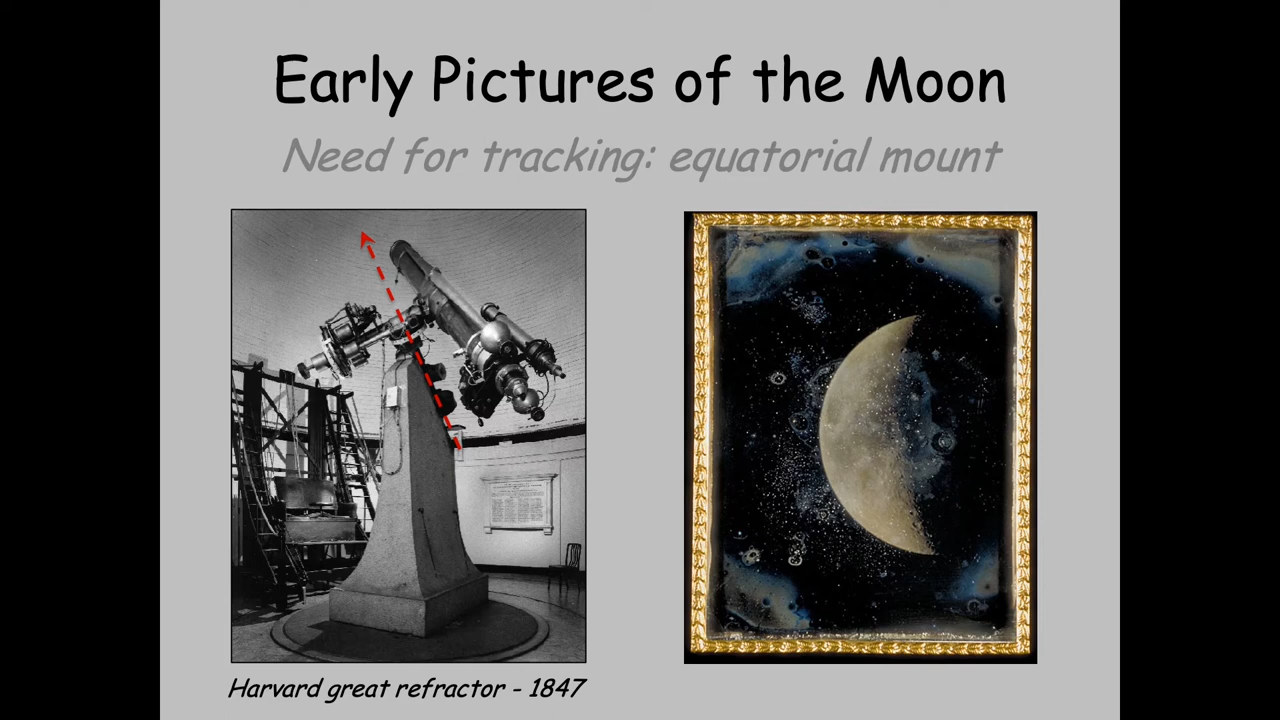 Early Pictures of the Moon
Need for tracking: equatorial mount
Harvard great refractor - 1847